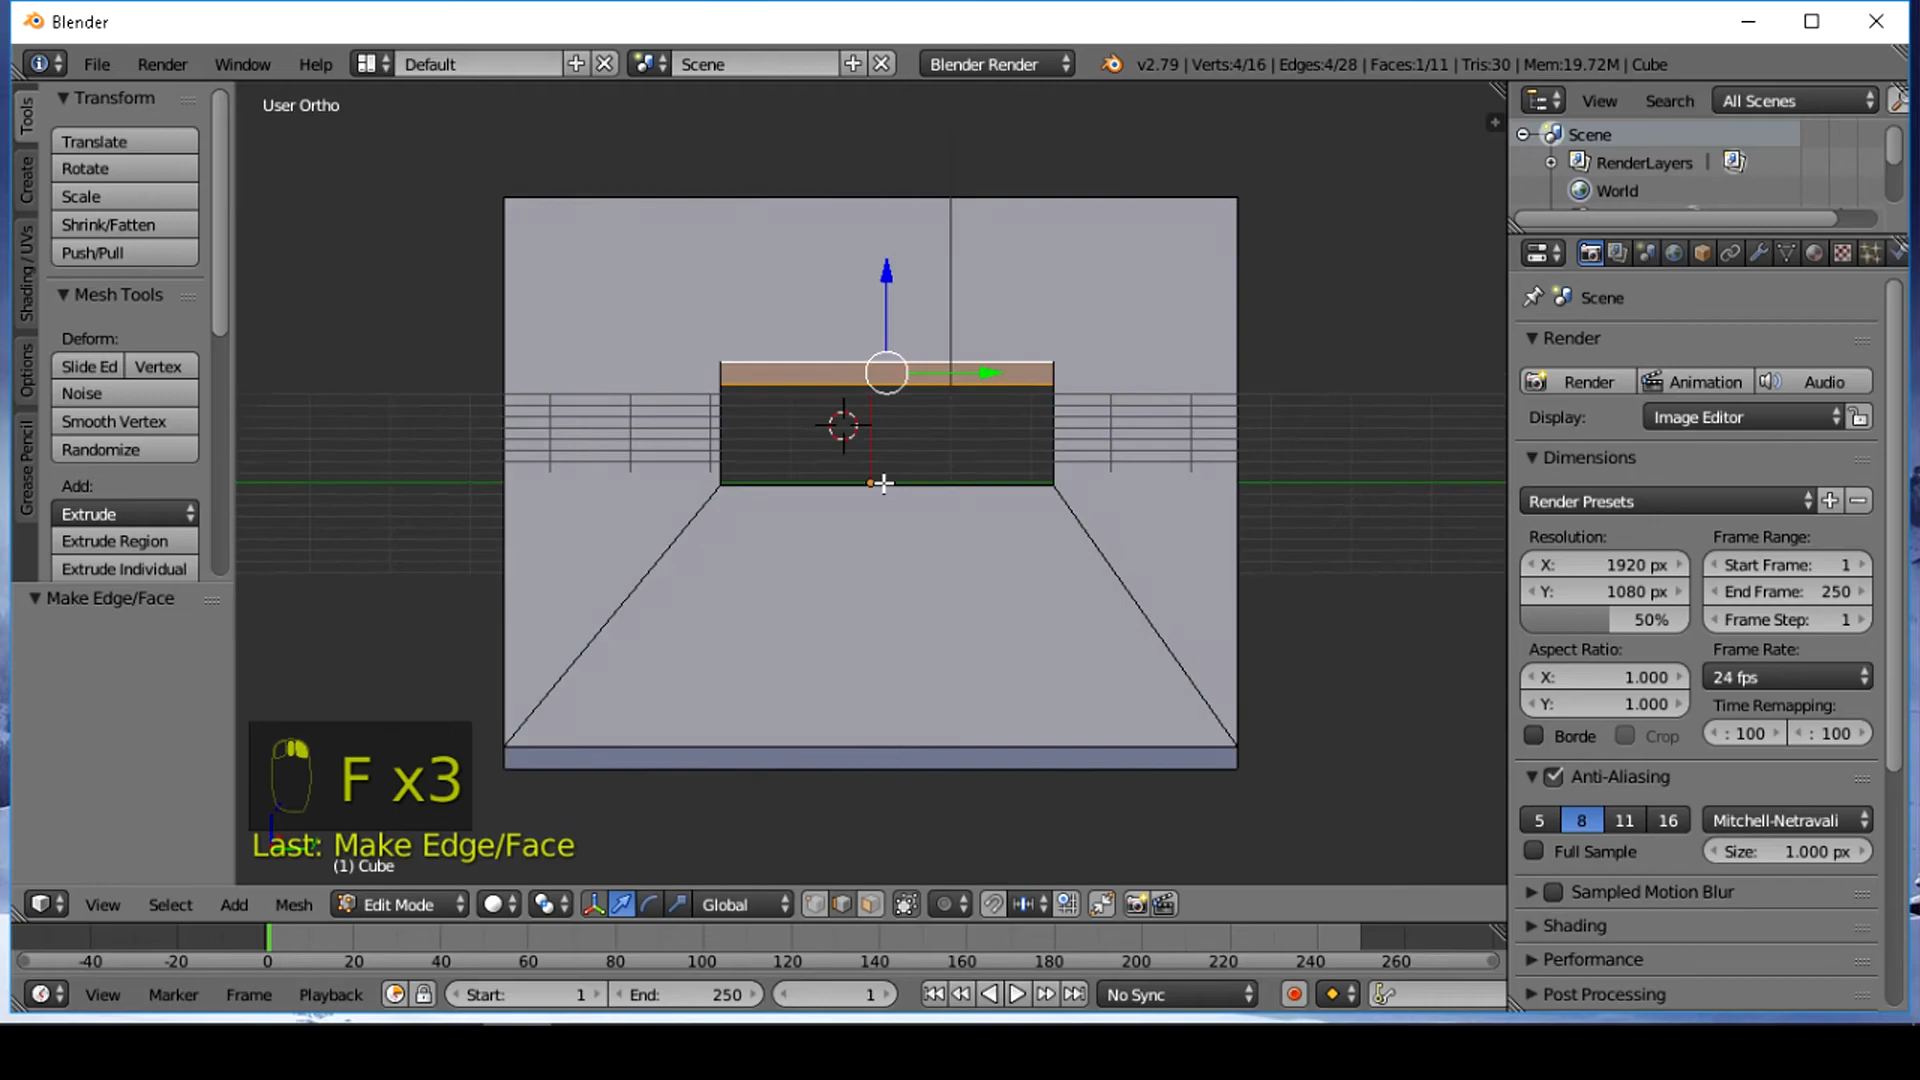 Blender
File Render Window Help Default Scene Blender Render v2.79 | Verts:4/16 | Edges:4/28 | Faces:1/11 | Tris:30 | Mem:19.72M | Cube
Tools
Create
Shading / UVs
Options
Grease Pencil
Transform
Translate
Rotate
Scale
Shrink/Fatten
Push/Pull
Mesh Tools
Deform:
Slide Ed Vertex
Noise
Smooth Vertex
Randomize
Add:
Extrude
Extrude Region
Extrude Individual
Make Edge/Face
User Ortho
F x3
Last: Make Edge/Face
(1) Cube
View Select Add Mesh Edit Mode Global
-40 -20 0 20 40 60 80 100 120 140 160 180 200 220 240 260
View Marker Frame Playback Start: 1 End: 250 1 No Sync
View Search All Scenes
Scene
RenderLayers |
World
Scene
Render
Render Animation Audio
Display: Image Editor
Dimensions
Render Presets
Resolution: Frame Range:
X: 1920 px Start Frame: 1
Y: 1080 px End Frame: 250
50% Frame Step: 1
Aspect Ratio: Frame Rate:
X: 1.000 24 fps
Y: 1.000 Time Remapping:
Borde Crop : 100 : 100
Anti-Aliasing
5 8 11 16 Mitchell-Netravali
Full Sample Size: 1.000 px
Sampled Motion Blur
Shading
Performance
Post Processing